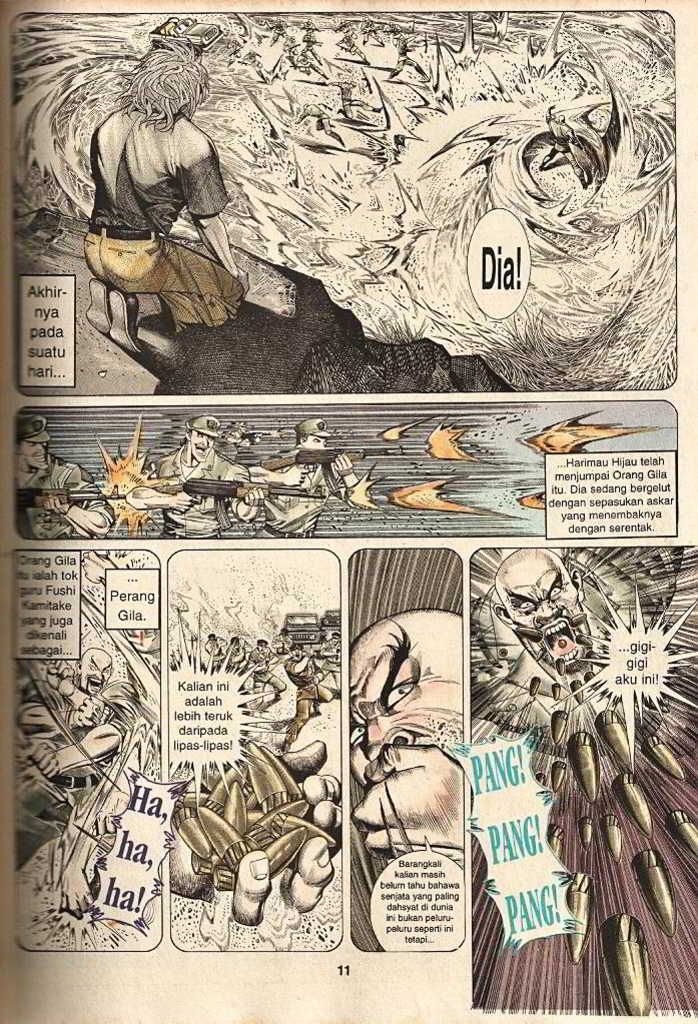 Dia!
Akhir-
nya
pada
suatu
hari...
...Harimau Hijau telah
menjumpai Orang Gila
itu. Dia sedang bergelut
dengan sepasukan askar
yang menembaknya
dengan serentak.
Orang Gila
itu ialah tok
guru Fushi
Kamitake
yang juga
dikenali
sebagai...
...
Perang
Gila.
Ha,
ha,
ha!
Kalian ini
adalah
lebih teruk
daripada
lipas-lipas!
Barangkali
kalian masih
belum tahu bahawa
senjata yang paling
dahsyat di dunia
ini bukan peluru-
peluru seperti ini
tetapi...
...gigi-
gigi
aku ini!
PANG!
PANG!
PANG!
11